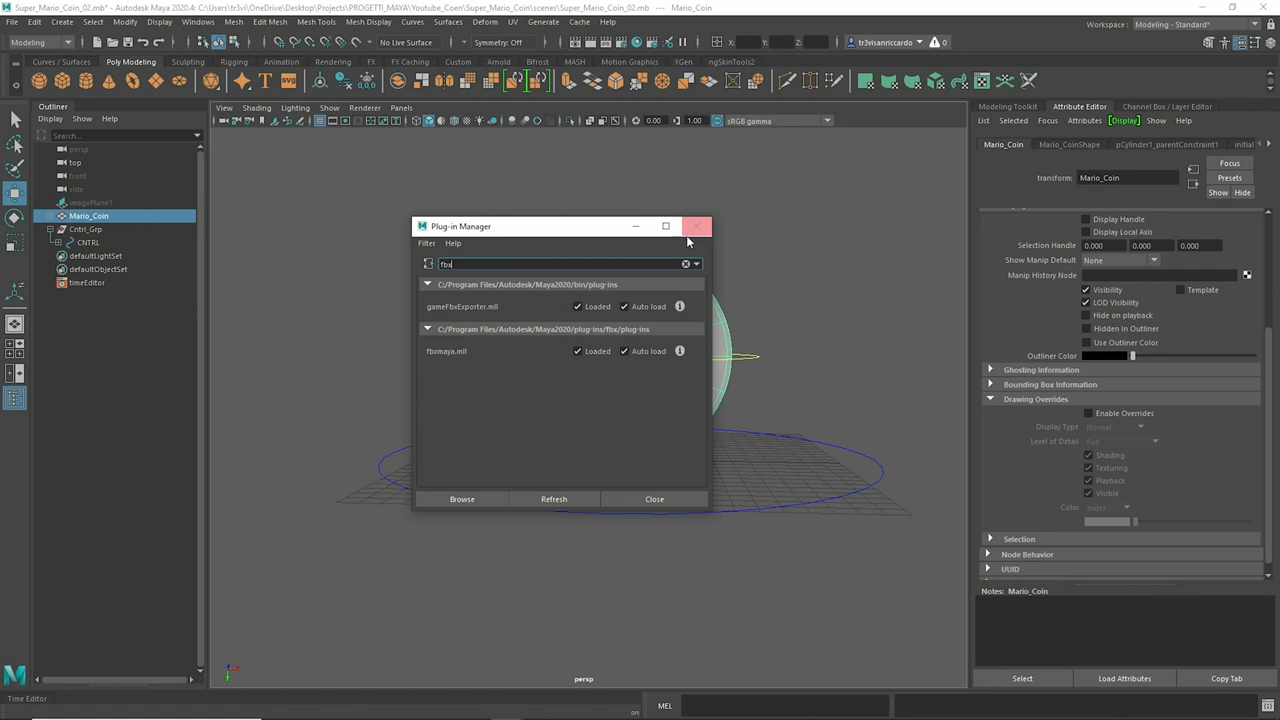 Super_Mario_Coin_02.mb* - Autodesk Maya 2020.4: C:\Users\tr3vi\OneDrive\Desktop\Projects\PROGETTI_MAYA\Youtube_Coen\Super_Mario_Coin\scenes\Super_Mario_Coin_02.mb --- Mario_Coin
File Edit Create Select Modify Display Windows Mesh Edit Mesh Mesh Tools Mesh Display Curves Surfaces Deform UV Generate Cache Help
Workspace : Modeling - Standard*
Modeling
No Live Surface
Symmetry: Off
X: Y: Z:
tr3visanriccardo
0
Curves / Surfaces Poly Modeling Sculpting Rigging Animation Rendering FX FX Caching Custom Arnold Bifrost MASH Motion Graphics XGen ngSkinTools2
SVG
Outliner
Display Show Help
Search...
persp
top
front
side
imagePlane1
Mario_Coin
Cntrl_Grp
CNTRL
defaultLightSet
defaultObjectSet
timeEditor
View Shading Lighting Show Renderer Panels
0.00 1.00 sRGB gamma
Plug-in Manager
Filter Help
fbx
C:/Program Files/Autodesk/Maya2020/bin/plug-ins
gameFbxExporter.mll Loaded Auto load
C:/Program Files/Autodesk/Maya2020/plug-ins/fbx/plug-ins
fbxmaya.mll Loaded Auto load
Browse Refresh Close
persp
Modeling Toolkit Attribute Editor Channel Box / Layer Editor
List Selected Focus Attributes Display Show Help
Mario_Coin Mario_CoinShape pCylinder1_parentConstraint1 initial
Focus
transform: Mario_Coin
Presets
Show Hide
Display Handle
Display Local Axis
Selection Handle 0.000 0.000 0.000
Show Manip Default None
Manip History Node
Visibility Template
LOD Visibility
Hide on playback
Hidden In Outliner
Use Outliner Color
Outliner Color
Ghosting Information
Bounding Box Information
Drawing Overrides
Enable Overrides
Display Type Normal
Level of Detail Full
Shading
Texturing
Playback
Visible
Color Index
Selection
Node Behavior
UUID
Notes: Mario_Coin
Select Load Attributes Copy Tab
Time Editor
on
MEL